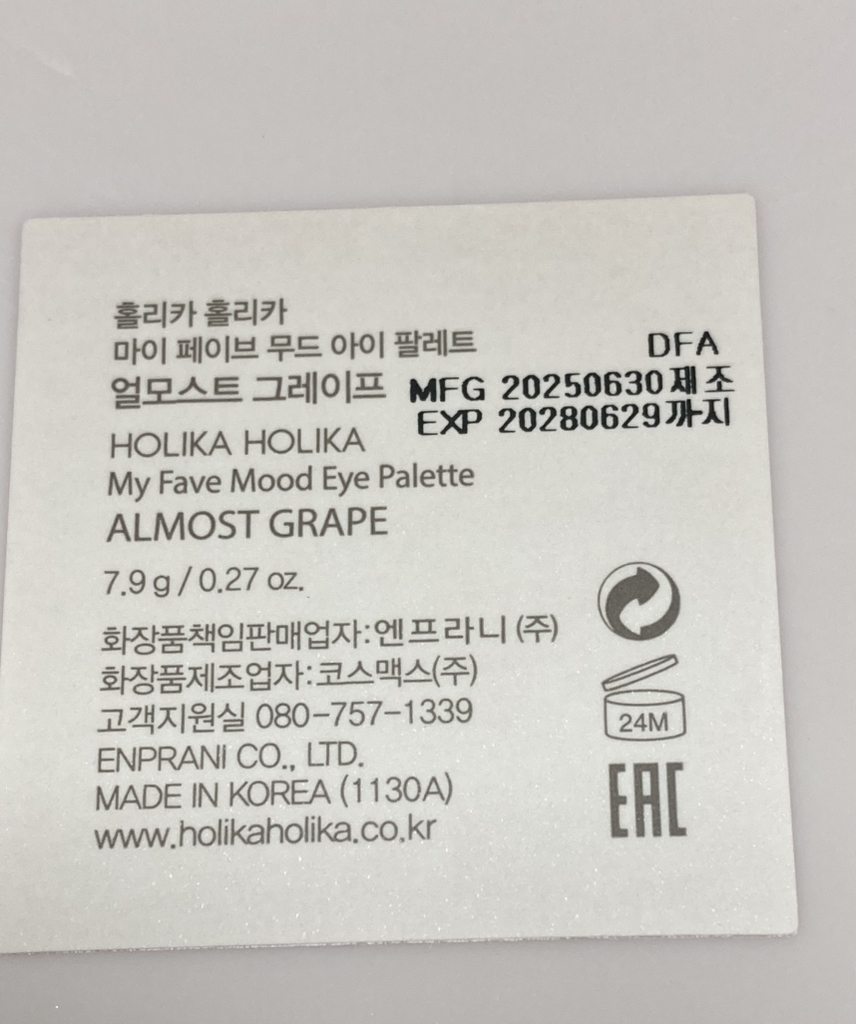 홀리카 홀리카
마이 페이브 무드 아이 팔레트
DFA
얼모스트 그레이프
MFG 20250630제조
EXP 20280629까지
HOLIKA HOLIKA
My Fave Mood Eye Palette
ALMOST GRAPE
7.9 g / 0.27 oz.
화장품책임판매업자:엔프라니 (주)
화장품제조업자:코스맥스(주)
고객지원실 080-757-1339
ENPRANI CO., LTD.
MADE IN KOREA (1130A)
www.holikaholika.co.kr
24M
EAC